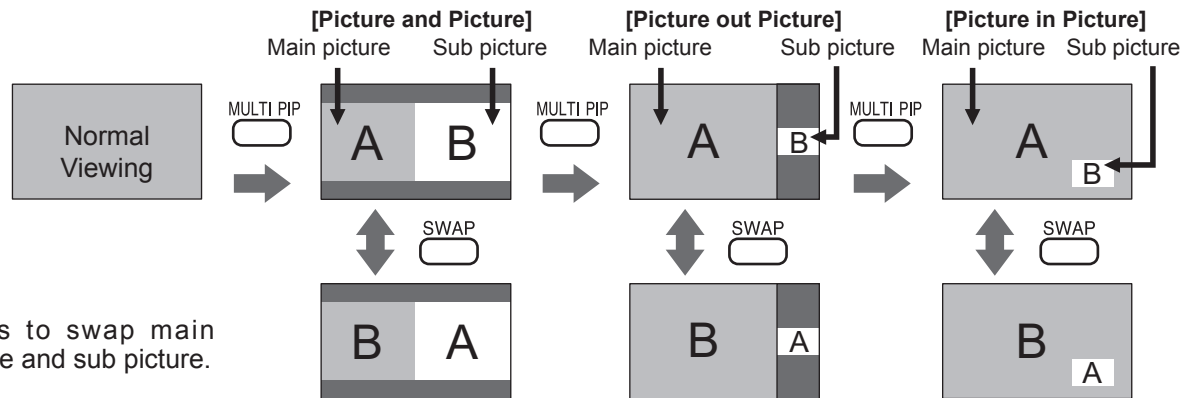 [Picture and Picture] [Picture out Picture] [Picture in Picture]
Main picture Sub picture Main picture Sub picture Main picture Sub picture
MULTI PIP MULTI PIP MULTI PIP
Normal
Viewing
A B A B A B
SWAP SWAP SWAP
s to swap main
e and sub picture.
B A B A B A